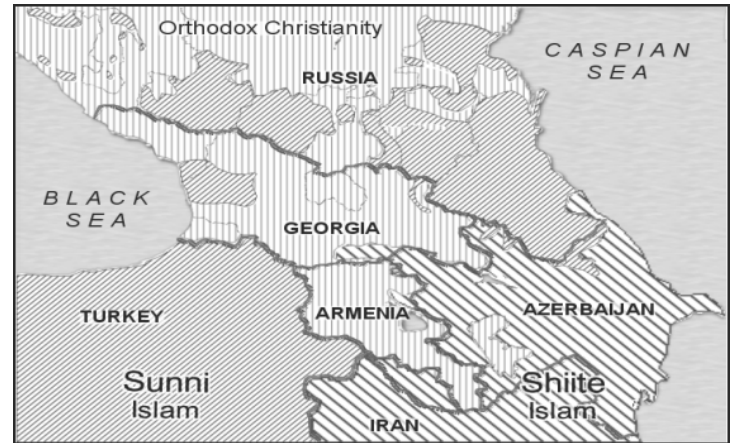 Orthodox Christianity
RUSSIA
CASPIAN
SEA
BLACK
SEA
GEORGIA
TURKEY
ARMENIA
AZERBAIJAN
Sunni
Islam
Shiite
Islam
IRAN